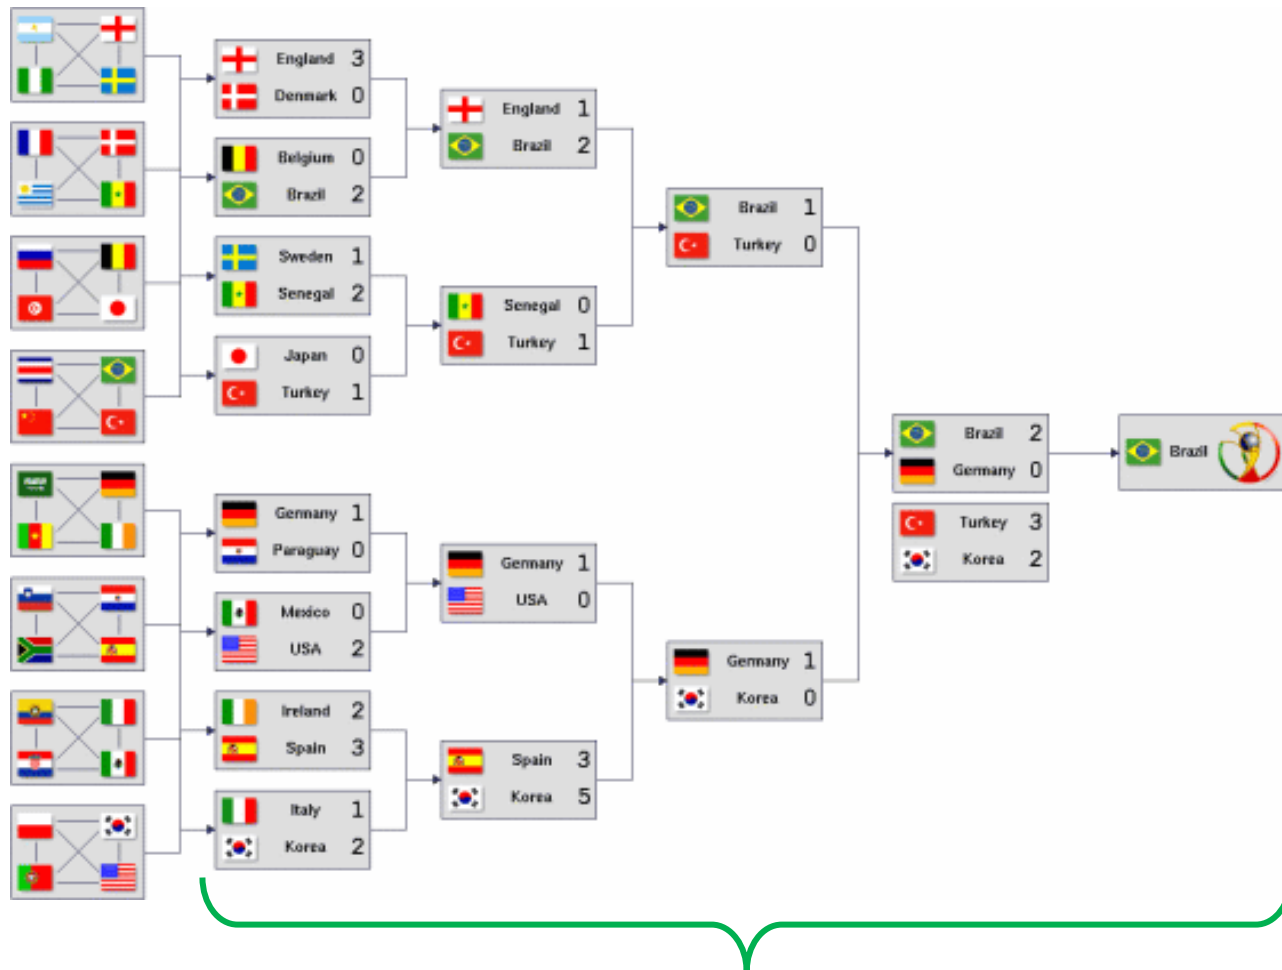 England 3
Denmark 0
Belgium 0
Brazil 2
Sweden 1
Senegal 2
Japan 0
Turkey 1
Germany 1
Paraguay 0
Mexico 0
USA 2
Ireland 2
Spain 3
Italy 1
Korea 2
England 1
Brazil 2
Senegal 0
Turkey 1
Germany 1
USA 0
Spain 3
Korea 5
Brazil 1
Turkey 0
Germany 1
Korea 0
Brazil 2
Germany 0
Turkey 3
Korea 2
Brazil